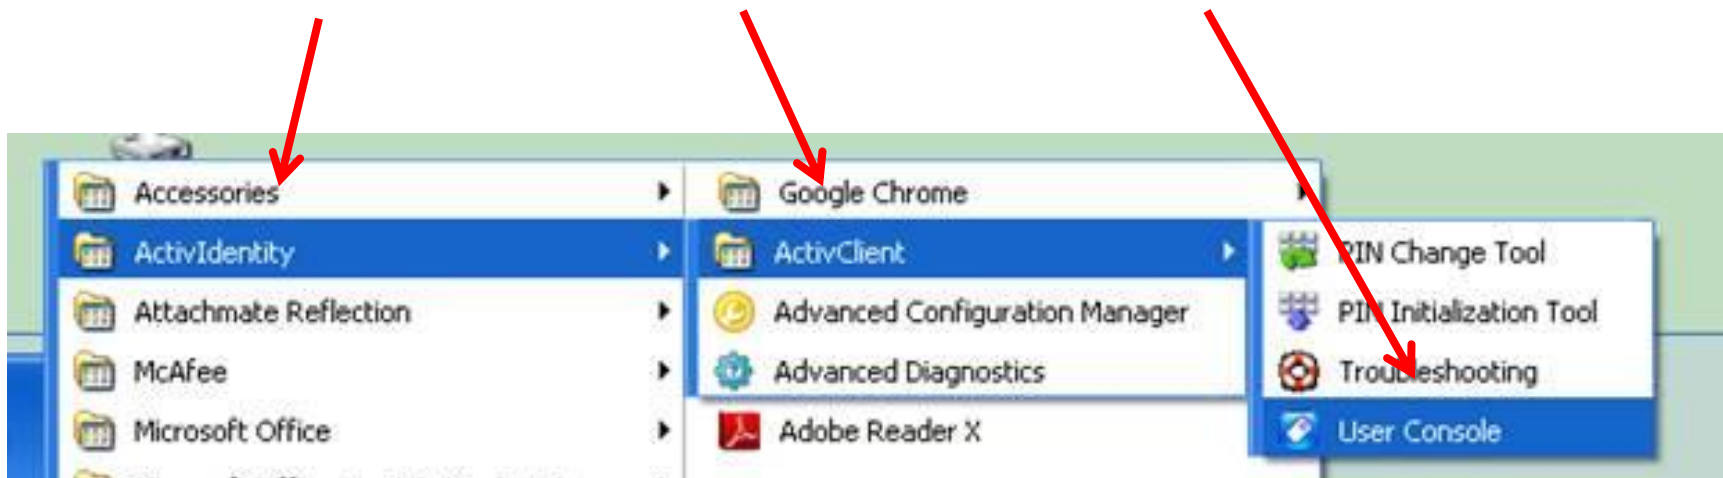 Accessories
ActivIdentity
Attachmate Reflection
McAfee
Microsoft Office
Google Chrome
ActivClient
Advanced Configuration Manager
Advanced Diagnostics
Adobe Reader X
PIN Change Tool
PIN Initialization Tool
Troubleshooting
User Console